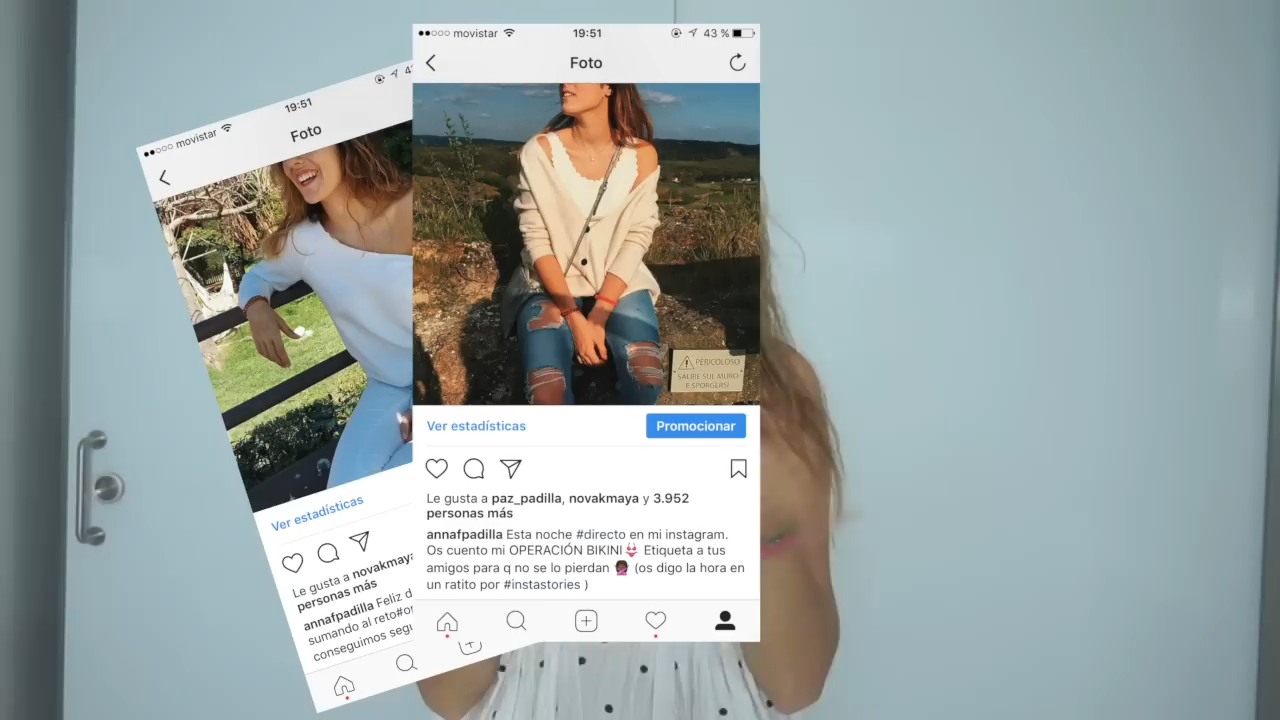 movistar
19:51
43 %
Foto
PERICOLOSO
SALIRE SUL MURO
E SPORGERSI
Ver estadísticas
Promocionar
Le gusta a paz_padilla, novakmaya y 3.952
personas más
annafpadilla Esta noche #directo en mi instagram.
Os cuento mi OPERACIÓN BIKINI👙 Etiqueta a tus
amigos para q no se lo pierdan 🙅🏿 (os digo la hora en
un ratito por #instastories )
movistar
19:51
Foto
Ver estadísticas
Le gusta a novakmaya
personas más
annafpadilla Feliz
sumando al
conseguimos